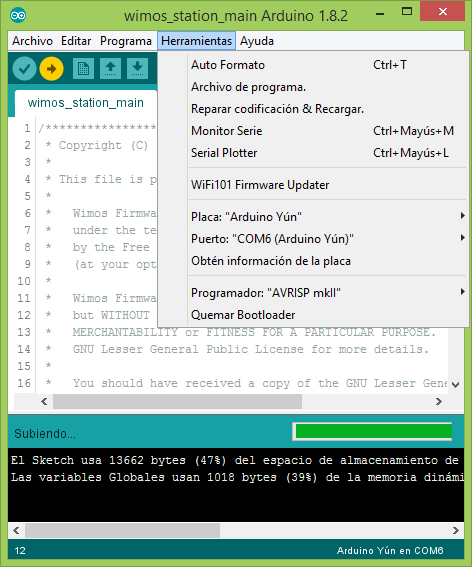 wimos_station_main Arduino 1.8.2
Archivo Editar Programa Herramientas Ayuda
Auto Formato Ctrl+T
Archivo de programa.
Reparar codificación & Recargar.
Monitor Serie Ctrl+Mayús+M
Serial Plotter Ctrl+Mayús+L
WiFi101 Firmware Updater
Placa: "Arduino Yún"
Puerto: "COM6 (Arduino Yún)"
Obtén información de la placa
Programador: "AVRISP mkII"
Quemar Bootloader
wimos_station_main
1 /******************
2 * Copyright (C)
3 *
4 * This file is p
5 *
6 * Wimos Firmwa
7 * under the te
8 * by the Free
9 * (at your opt
10 *
11 * Wimos Firmwa
12 * but WITHOUT
13 * MERCHANTABILITY or FITNESS FOR A PARTICULAR PURPOSE.
14 * GNU Lesser General Public License for more details.
15 *
16 * You should have received a copy of the GNU Lesser Gene
Subiendo...
El Sketch usa 13662 bytes (47%) del espacio de almacenamiento de
Las variables Globales usan 1018 bytes (39%) de la memoria dinámi
12 Arduino Yún en COM6